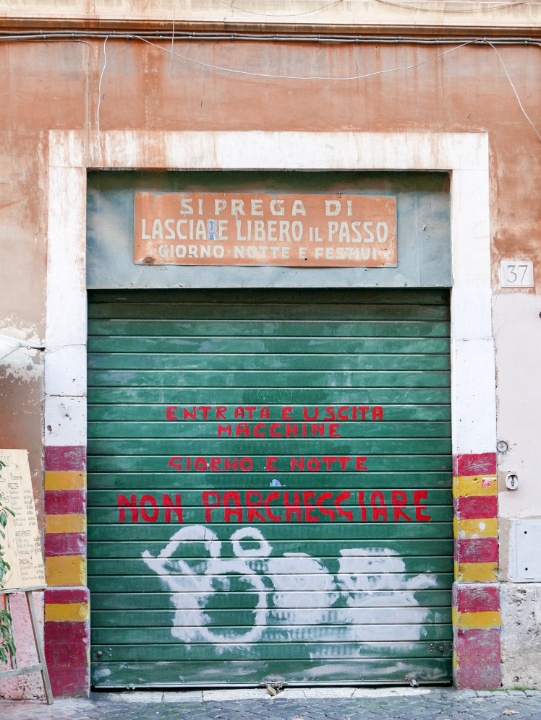 SI PREGA DI
LASCIARE LIBERO IL PASSO
GIORNO NOTTE E FESTIVI
37
ENTRATA E USCITA
MACCHINE
GIORNO E NOTTE
NON PARCHEGGIARE